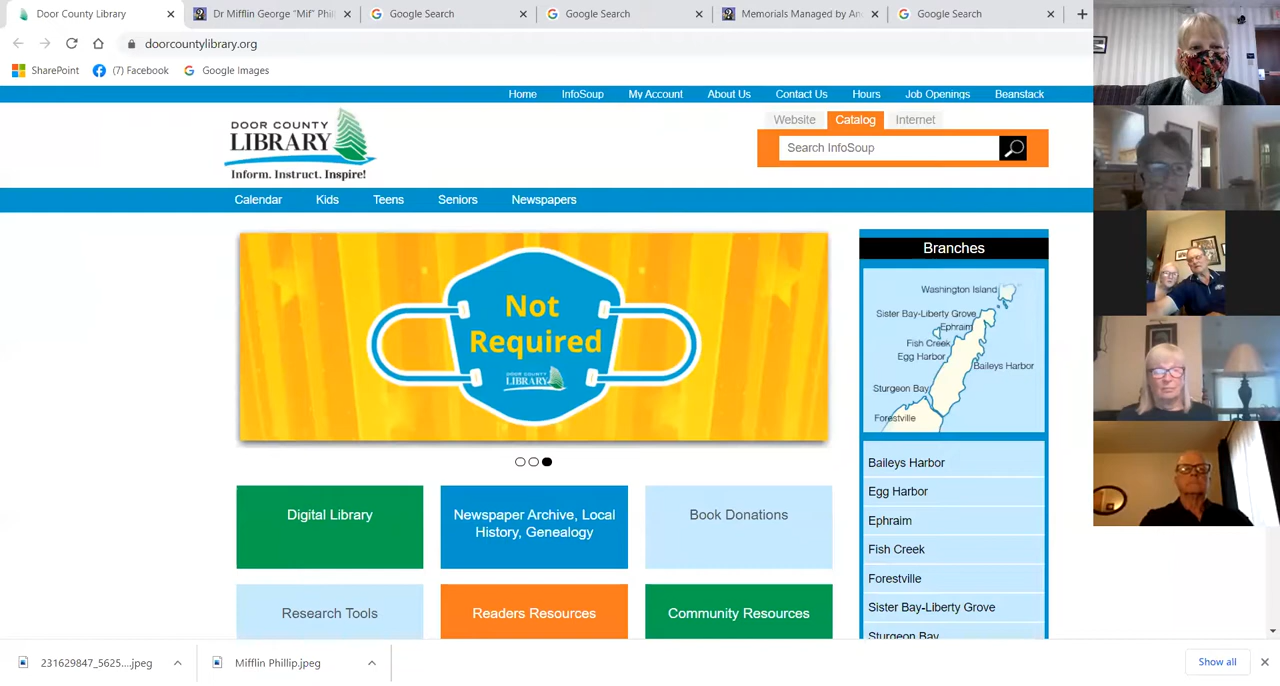 Door County Library
Dr Mifflin George "Mif" Phil
Google Search
Google Search
Memorials Managed by An
Google Search
doorcountylibrary.org
SharePoint
(7) Facebook
Google Images
Home
InfoSoup
My Account
About Us
Contact Us
Hours
Job Openings
Beanstack
DOOR COUNTY
LIBRARY
Inform. Instruct. Inspire!
Website
Catalog
Internet
Search InfoSoup
Calendar
Kids
Teens
Seniors
Newspapers
Not
Required
DOOR COUNTY
LIBRARY
Branches
Washington Island
Sister Bay-Liberty Grove
Ephraim
Fish Creek
Egg Harbor
Baileys Harbor
Sturgeon Bay
Forestville
Digital Library
Newspaper Archive, Local
History, Genealogy
Book Donations
Research Tools
Readers Resources
Community Resources
Baileys Harbor
Egg Harbor
Ephraim
Fish Creek
Forestville
Sister Bay-Liberty Grove
Sturgeon Bay
231629847_5625....jpeg
Mifflin Phillip.jpeg
Show all